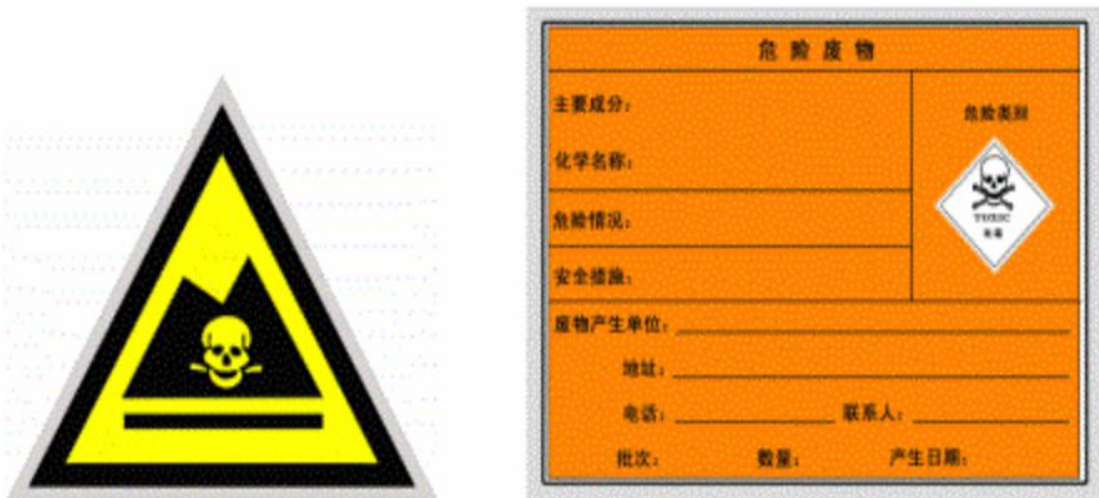 危险废物
主要成分：
危险类别
化学名称：
TOXIC
有毒
危险情况：
安全措施：
废物产生单位：
地址：
电话： 联系人：
批次： 数量： 产生日期：